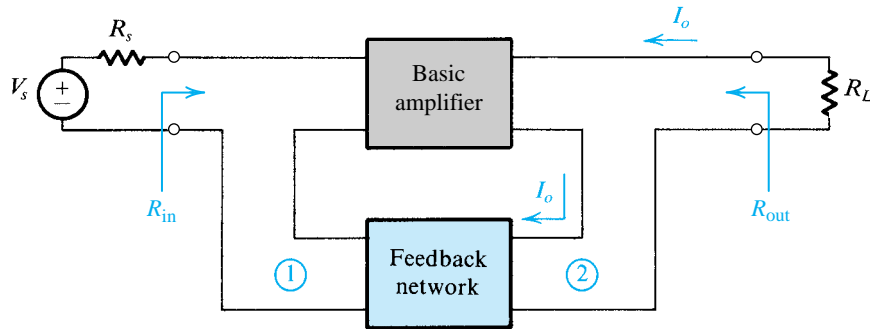 R_s
I_o
V_s
+
−
Basic
amplifier
R_L
R_in
I_o
R_out
Feedback
network
1
2